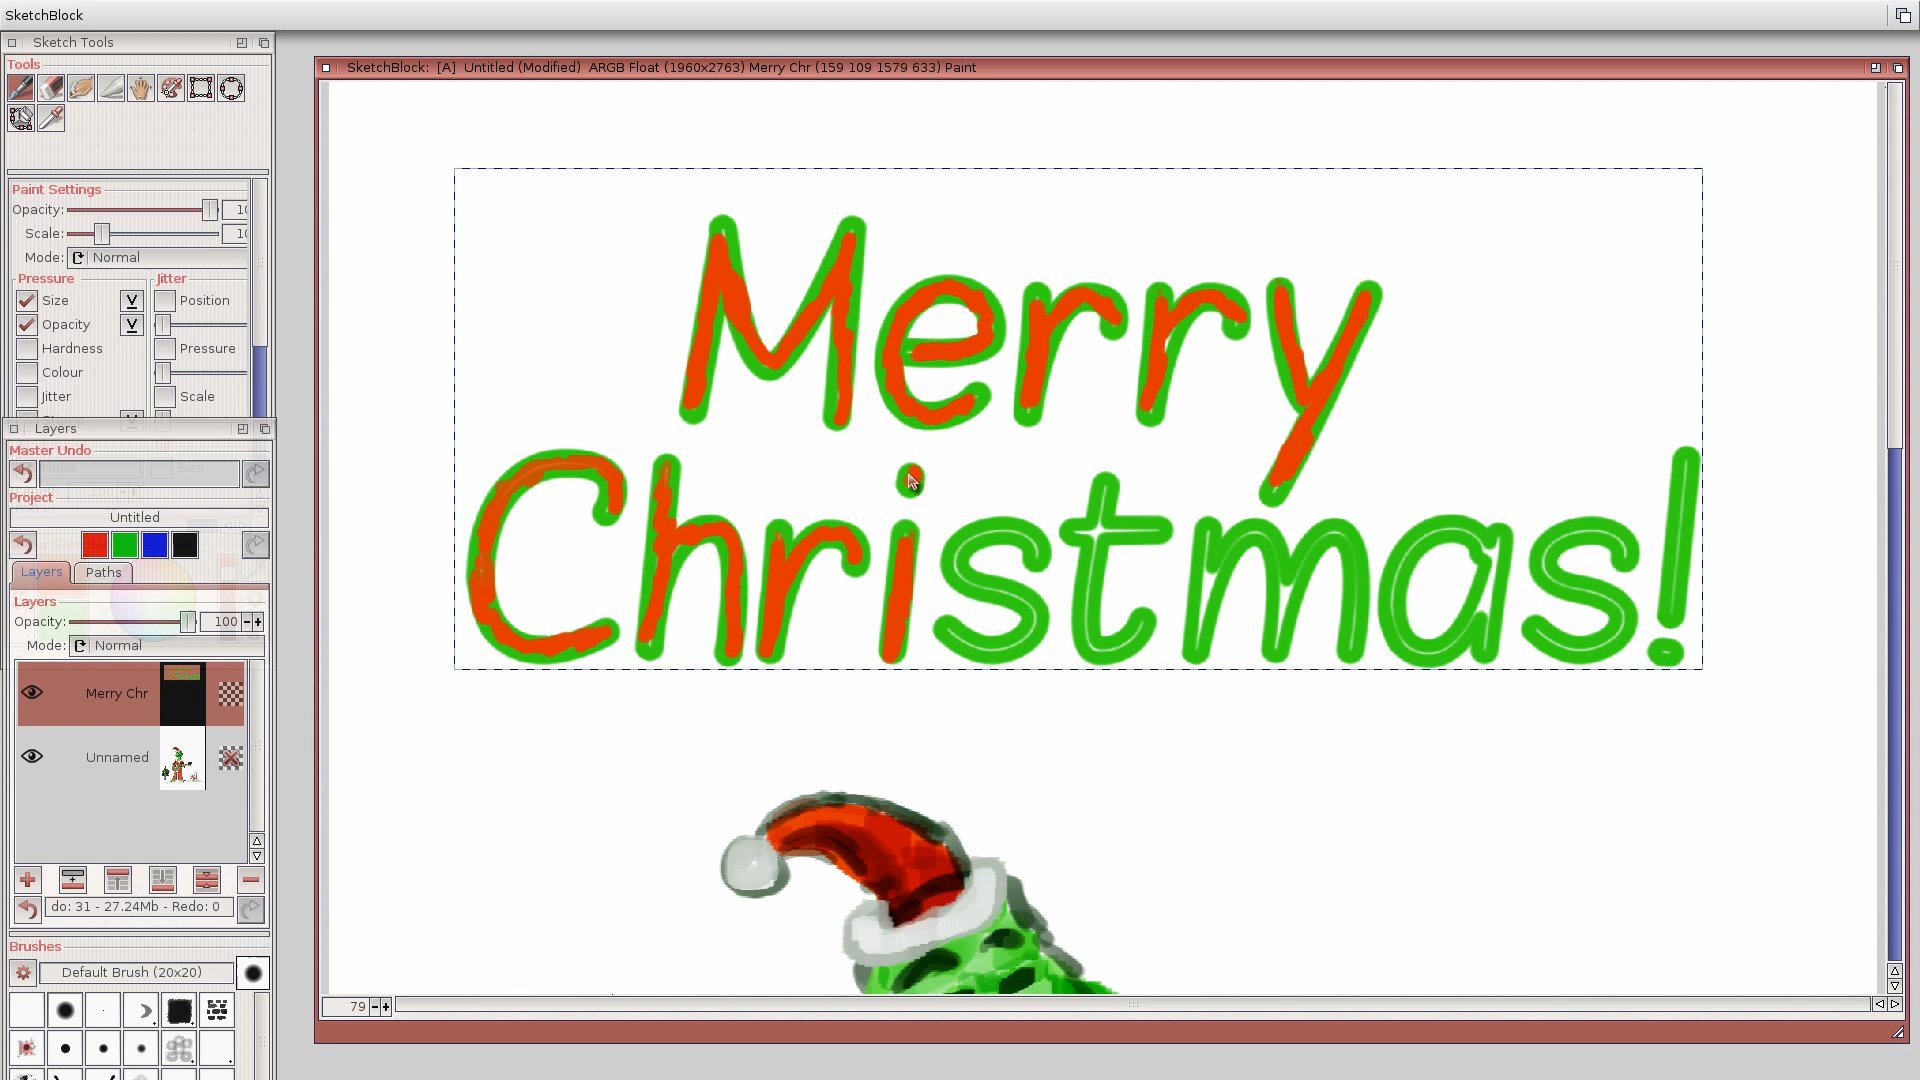 SketchBlock
Sketch Tools
Tools
Paint Settings
Opacity: 10
Scale: 10
Mode: Normal
Pressure
Jitter
Size
Position
Opacity
Hardness
Pressure
Colour
Jitter
Scale
Layers
Master Undo
Project
Untitled
Layers
Paths
Layers
Opacity: 100
Mode: Normal
Merry Chr
Unnamed
do: 31 - 27.24Mb - Redo: 0
Brushes
Default Brush (20x20)
SketchBlock: [A] Untitled (Modified) ARGB Float (1960x2763) Merry Chr (159 109 1579 633) Paint
Merry
Christmas!
79